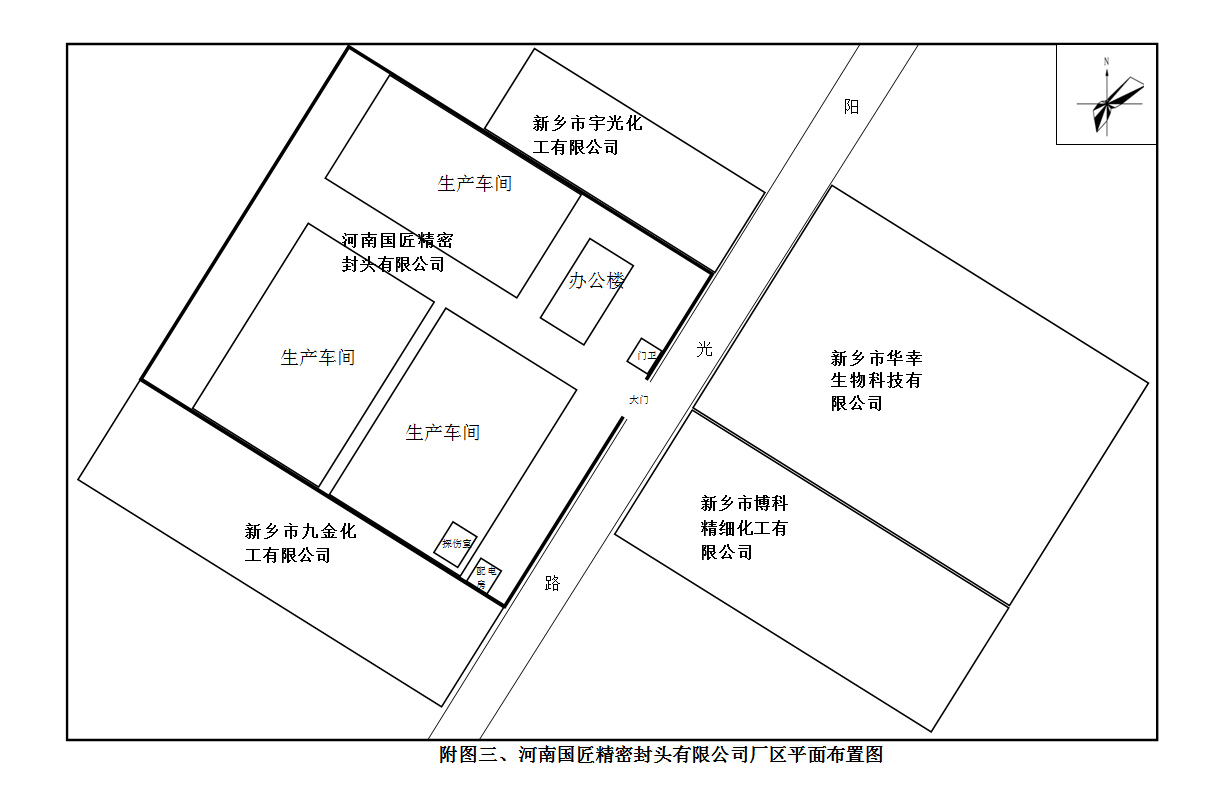 N
阳
新乡市宇光化
工有限公司
生产车间
河南国匠精密
封头有限公司
办公楼
光
门卫
生产车间
新乡市华幸
生物科技有
限公司
大门
生产车间
新乡市博科
精细化工有
限公司
新乡市九金化
工有限公司
探伤室
配电
房
路
附图三、河南国匠精密封头有限公司厂区平面布置图